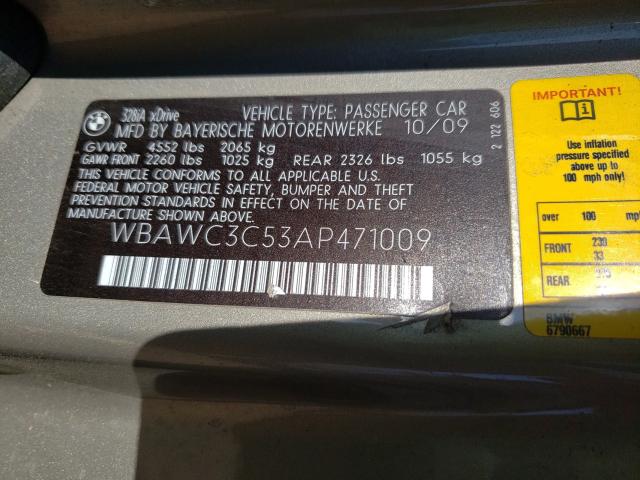 BMW
328iA xDrive VEHICLE TYPE: PASSENGER CAR
MFD BY BAYERISCHE MOTORENWERKE 10/09
GVWR 4552 lbs 2065 kg
GAWR FRONT 2260 lbs 1025 kg REAR 2326 lbs 1055 kg
THIS VEHICLE CONFORMS TO ALL APPLICABLE U.S.
FEDERAL MOTOR VEHICLE SAFETY, BUMPER AND THEFT
PREVENTION STANDARDS IN EFFECT ON THE DATE OF
MANUFACTURE SHOWN ABOVE.
WBAWC3C53AP471009
2 122 606
IMPORTANT!
Use inflation
pressure specified
above up to
100 mph only!
over 100 mp
FRONT 230
33
REAR
BMW
6790667